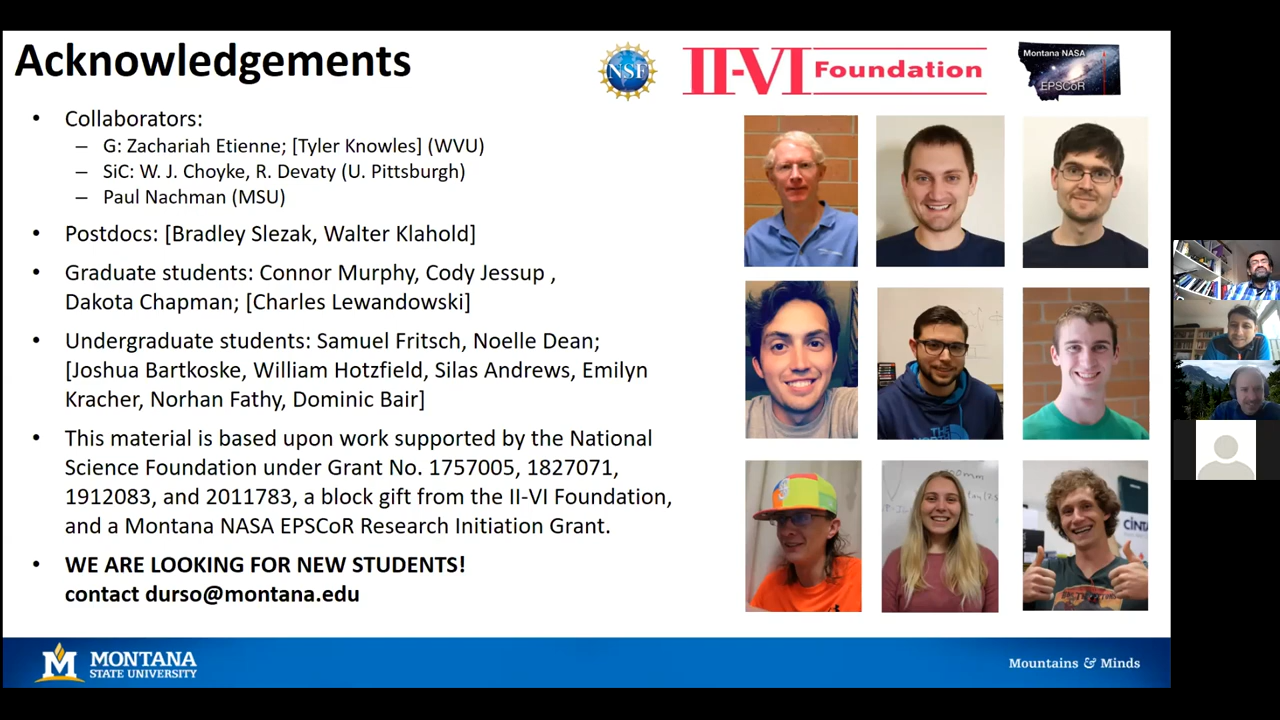 Acknowledgements
NSF
II-VI Foundation
Montana NASA
EPSCoR
• Collaborators:
– G: Zachariah Etienne; [Tyler Knowles] (WVU)
– SiC: W. J. Choyke, R. Devaty (U. Pittsburgh)
– Paul Nachman (MSU)
• Postdocs: [Bradley Slezak, Walter Klahold]
• Graduate students: Connor Murphy, Cody Jessup ,
Dakota Chapman; [Charles Lewandowski]
• Undergraduate students: Samuel Fritsch, Noelle Dean;
[Joshua Bartkoske, William Hotzfield, Silas Andrews, Emilyn
Kracher, Norhan Fathy, Dominic Bair]
• This material is based upon work supported by the National
Science Foundation under Grant No. 1757005, 1827071,
1912083, and 2011783, a block gift from the II-VI Foundation,
and a Montana NASA EPSCoR Research Initiation Grant.
• WE ARE LOOKING FOR NEW STUDENTS!
contact durso@montana.edu
M MONTANA
STATE UNIVERSITY
Mountains & Minds